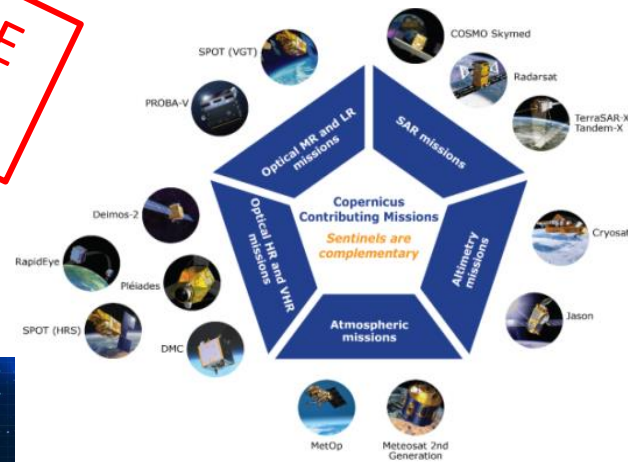 COSMO Skymed
SPOT (VGT)
Radarsat
PROBA-V
TerraSAR-X
Tandem-X
Optical MR and LR
missions
SAR missions
Deimos-2
Copernicus
Contributing Missions
Sentinels are
complementary
Optical HR and VHR
missions
Altimetry
missions
Cryosat
RapidEye
Pléiades
SPOT (HRS)
DMC
Jason
Atmospheric
missions
MetOp
Meteosat 2nd
Generation